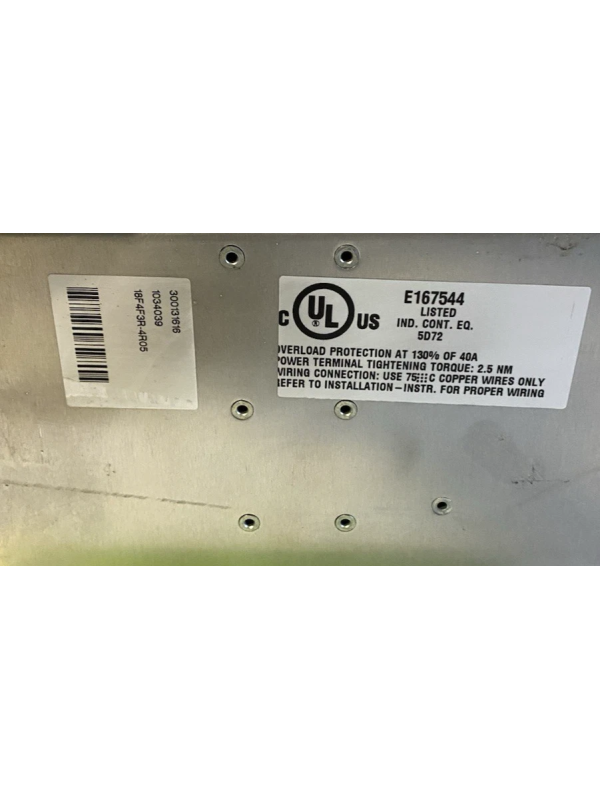 300131616
1034039
18F4F3R-4R05
C UL ® US
E167544
LISTED
IND. CONT. EQ.
5D72
OVERLOAD PROTECTION AT 130% OF 40A
POWER TERMINAL TIGHTENING TORQUE: 2.5 NM
WIRING CONNECTION: USE 75 C COPPER WIRES ONLY
REFER TO INSTALLATION-INSTR. FOR PROPER WIRING